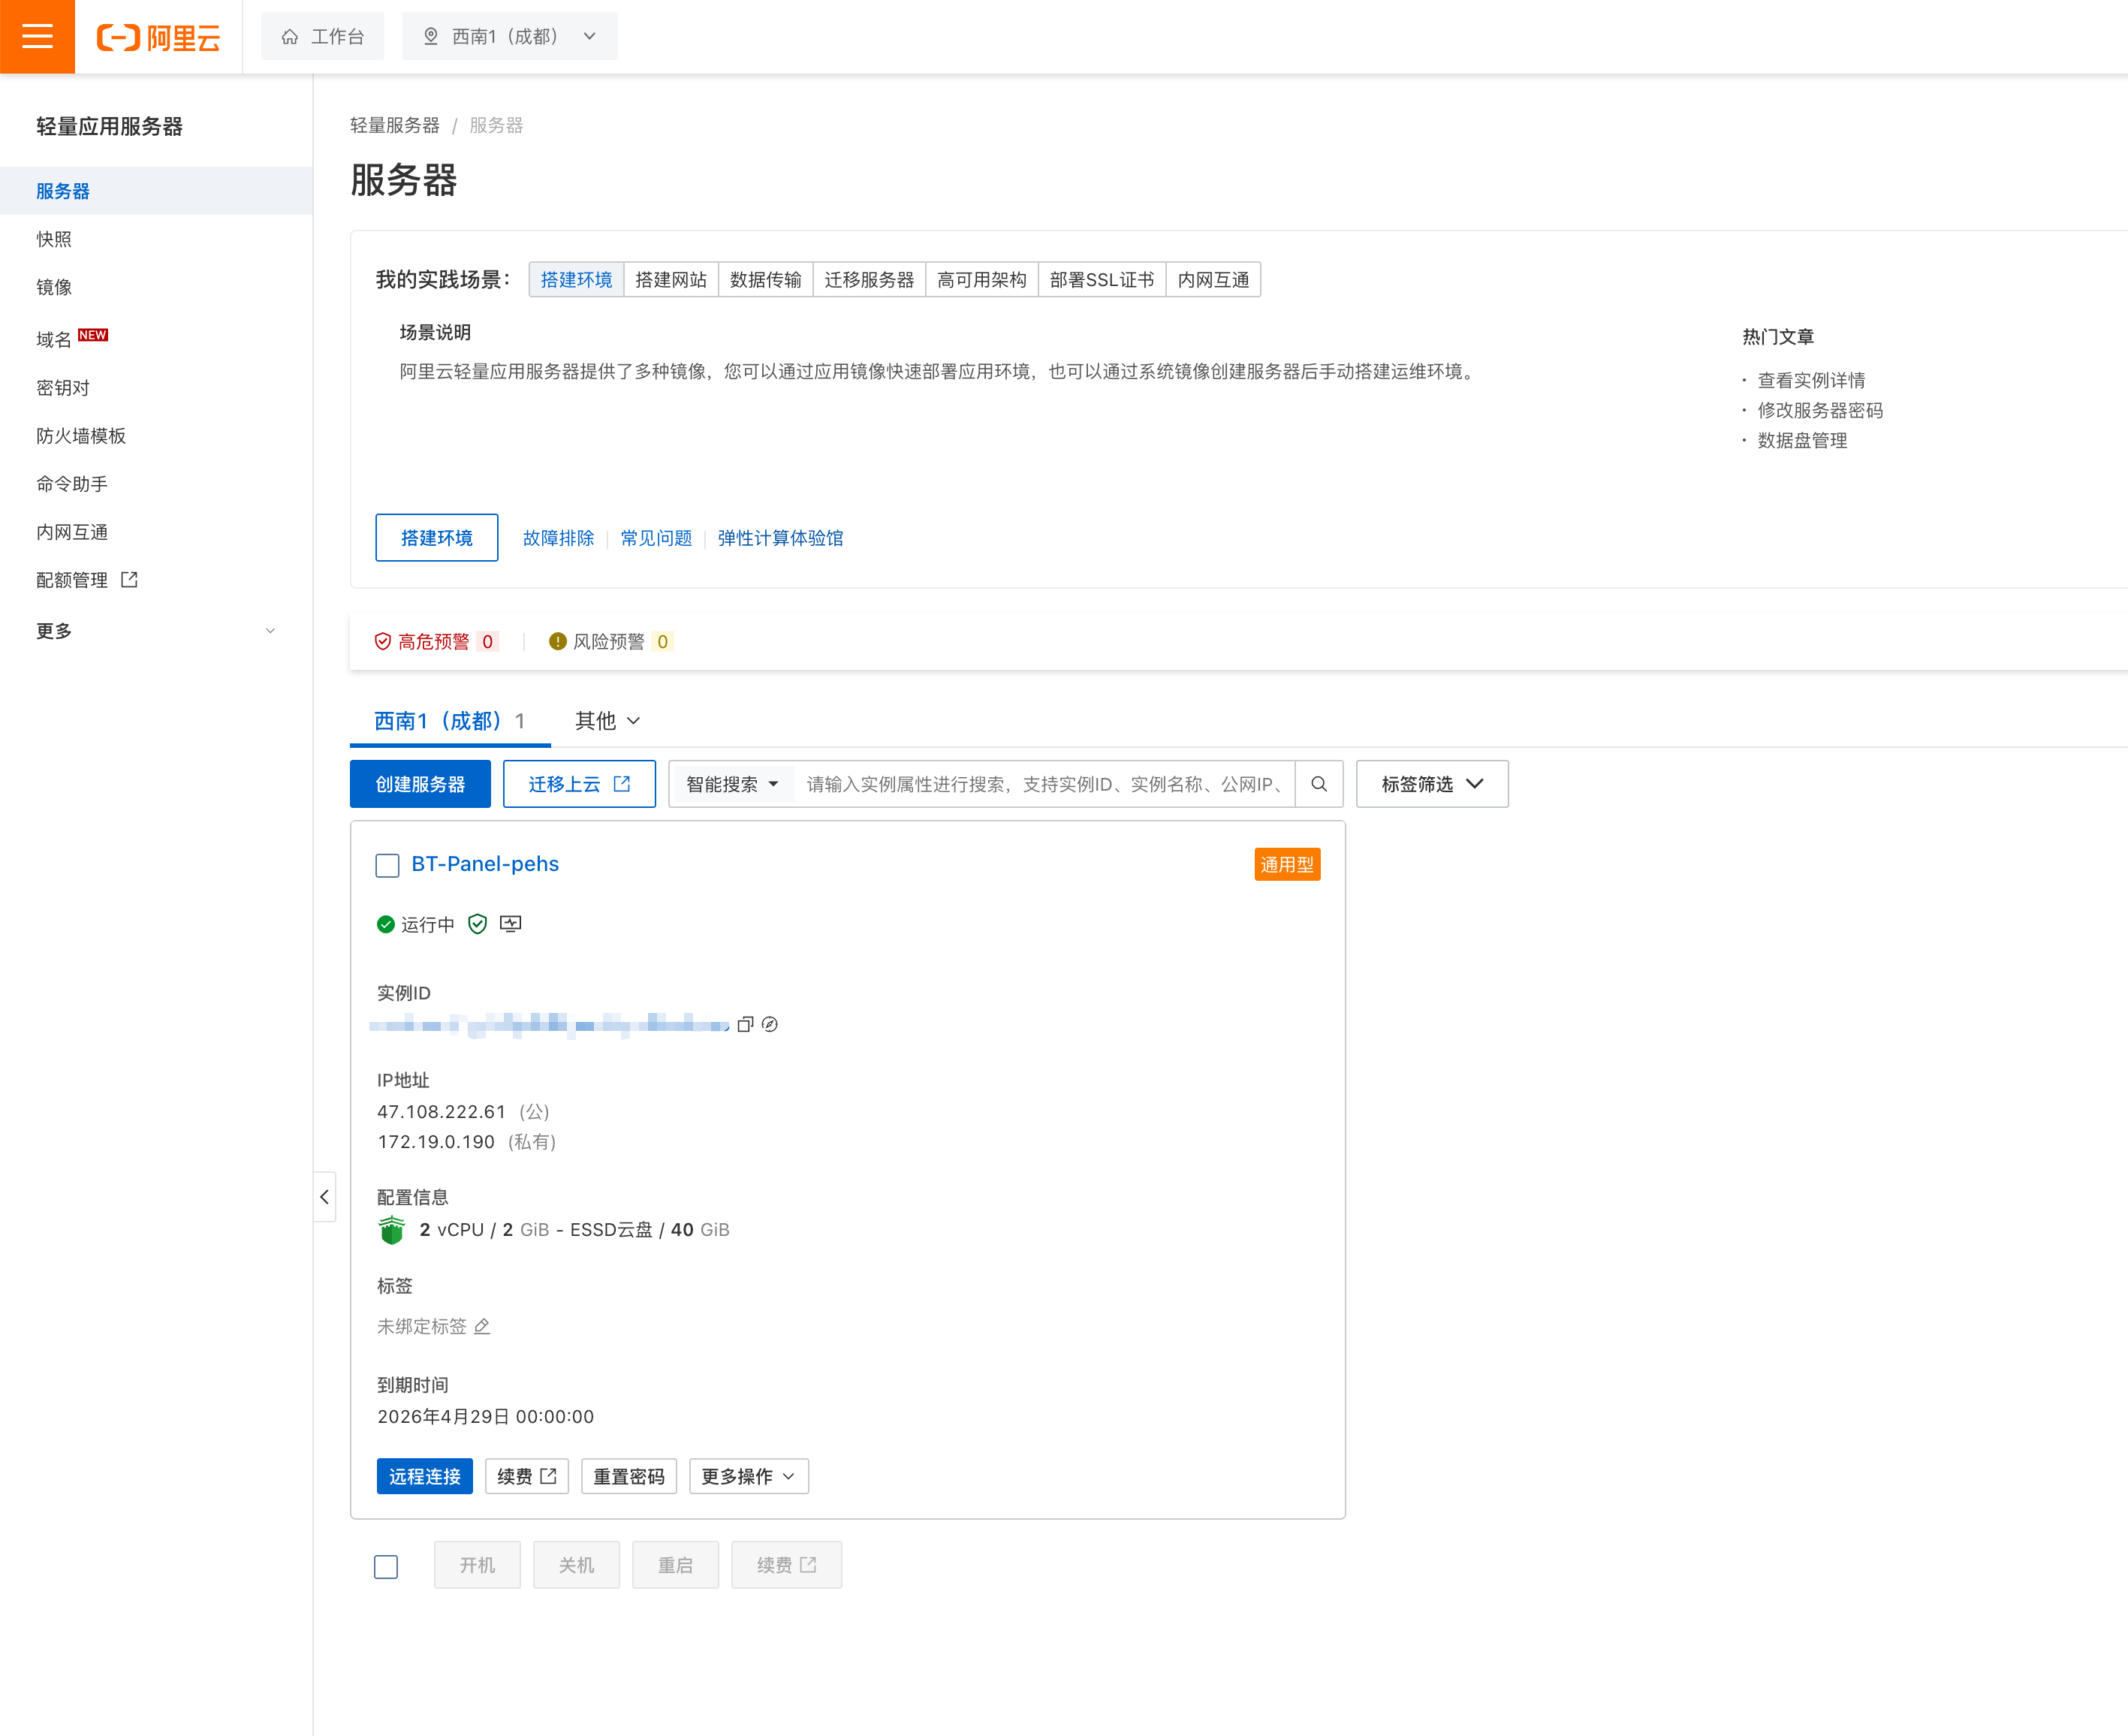 阿里云
工作台
西南1（成都）
轻量应用服务器
服务器
快照
镜像
域名 NEW
密钥对
防火墙模板
命令助手
内网互通
配额管理
更多
轻量服务器 / 服务器
服务器
我的实践场景：
搭建环境 搭建网站 数据传输 迁移服务器 高可用架构 部署SSL证书 内网互通
场景说明
阿里云轻量应用服务器提供了多种镜像，您可以通过应用镜像快速部署应用环境，也可以通过系统镜像创建服务器后手动搭建运维环境。
热门文章
· 查看实例详情
· 修改服务器密码
· 数据盘管理
搭建环境 故障排除 常见问题 弹性计算体验馆
高危预警 0 风险预警 0
西南1（成都） 1 其他
创建服务器 迁移上云 智能搜索 请输入实例属性进行搜索，支持实例ID、实例名称、公网IP、 标签筛选
BT-Panel-pehs 通用型
运行中
实例ID
IP地址
47.108.222.61 (公)
172.19.0.190 (私有)
配置信息
2 vCPU / 2 GiB - ESSD云盘 / 40 GiB
标签
未绑定标签
到期时间
2026年4月29日 00:00:00
远程连接 续费 重置密码 更多操作
开机 关机 重启 续费